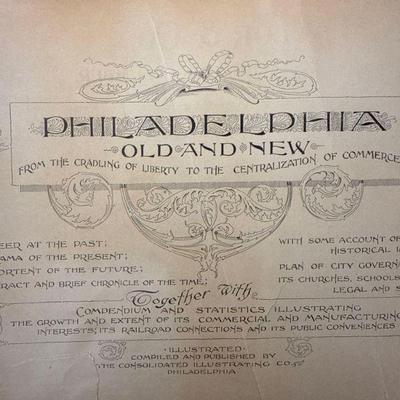 PHILADELPHIA
OLD AND NEW
FROM THE CRADLING OF LIBERTY TO THE CENTRALIZATION OF COMMERCE
EER AT THE PAST;
AMA OF THE PRESENT;
ORTENT OF THE FUTURE;
RACT AND BRIEF CHRONICLE OF THE TIME;
WITH SOME ACCOUNT OF
HISTORICAL
PLAN OF CITY GOVERN
ITS CHURCHES, SCHOOLS
LEGAL AND S
Together With
COMPENDIUM AND STATISTICS ILLUSTRATING
THE GROWTH AND EXTENT OF ITS COMMERCIAL AND MANUFACTURING
INTERESTS; ITS RAILROAD CONNECTIONS AND ITS PUBLIC CONVENIENCES
·ILLUSTRATED·
COMPILED AND PUBLISHED BY
THE CONSOLIDATED ILLUSTRATING CO.
PHILADELPHIA